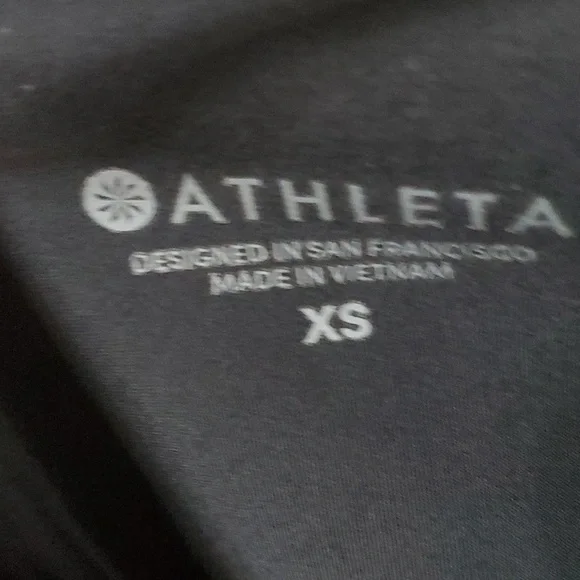 ATHLETA
DESIGNED IN SAN FRANCISCO
MADE IN VIETNAM
XS